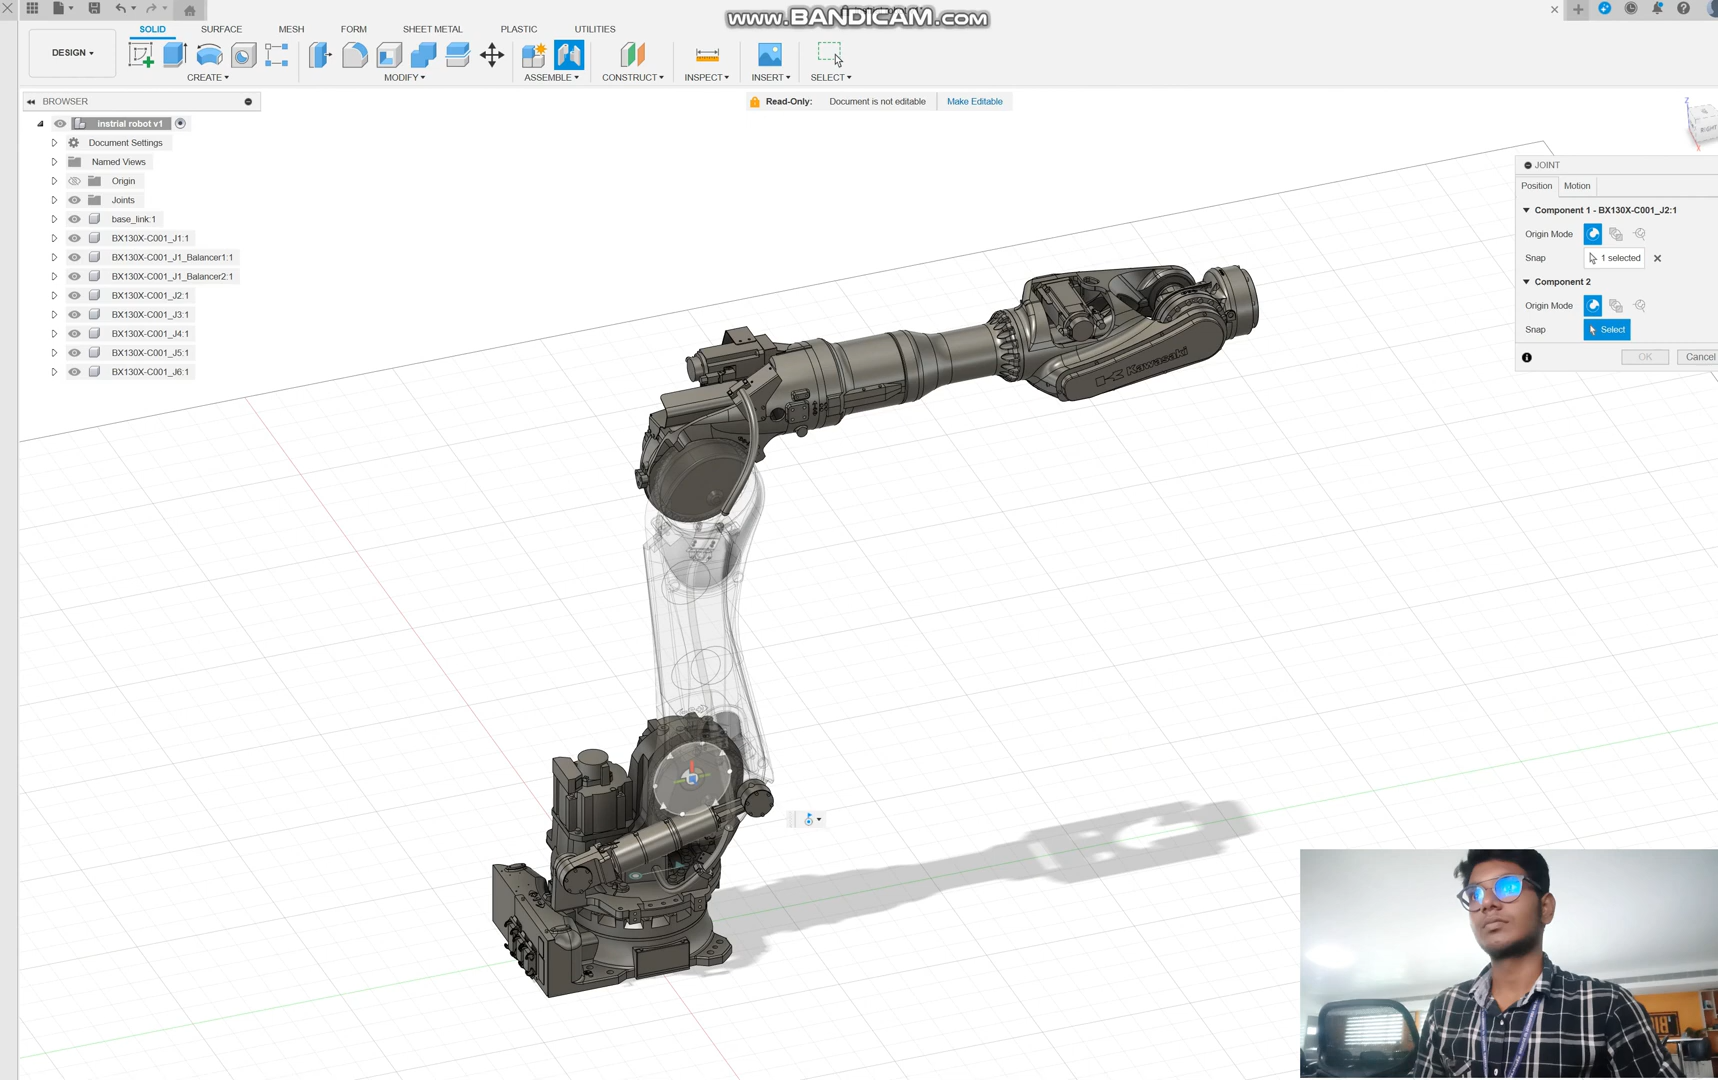 www.BANDICAM.com
SOLID
SURFACE
MESH
FORM
SHEET METAL
PLASTIC
UTILITIES
DESIGN
CREATE
MODIFY
ASSEMBLE
CONSTRUCT
INSPECT
INSERT
SELECT
BROWSER
Read-Only: Document is not editable Make Editable
instrial robot v1
Document Settings
Named Views
Origin
Joints
base_link:1
BX130X-C001_J1:1
BX130X-C001_J1_Balancer1:1
BX130X-C001_J1_Balancer2:1
BX130X-C001_J2:1
BX130X-C001_J3:1
BX130X-C001_J4:1
BX130X-C001_J5:1
BX130X-C001_J6:1
Z
RIGHT
X
JOINT
Position
Motion
Component 1 - BX130X-C001_J2:1
Origin Mode
Snap
1 selected
Component 2
Origin Mode
Snap
Select
OK
Cancel
Kawasaki